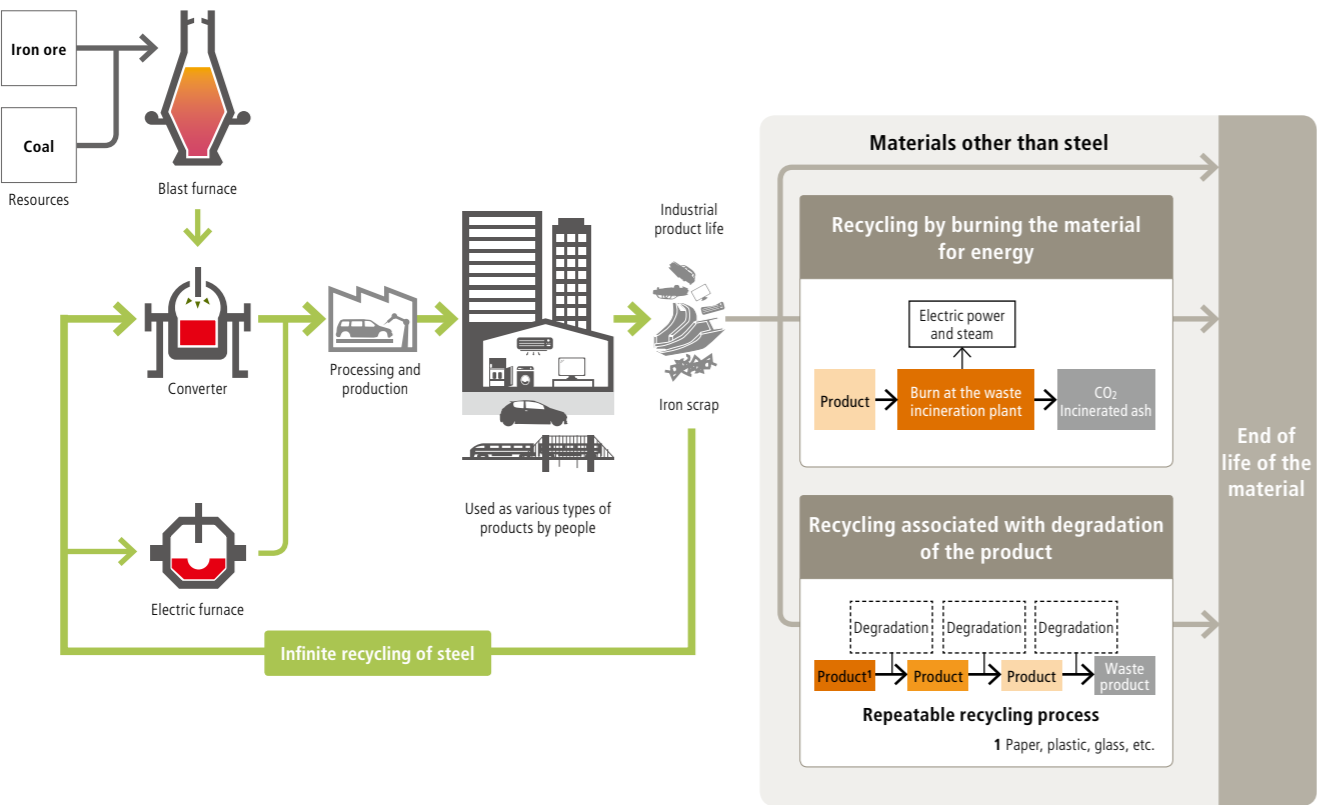 Iron ore
Coal
Resources
Blast furnace
Converter
Electric furnace
Processing and
production
Used as various types of
products by people
Industrial
product life
Iron scrap
Infinite recycling of steel
Materials other than steel
Recycling by burning the material
for energy
Electric power
and steam
Product
Burn at the waste
incineration plant
CO₂
Incinerated ash
Recycling associated with degradation
of the product
Degradation
Degradation
Degradation
Product¹
Product
Product
Waste
product
Repeatable recycling process
1 Paper, plastic, glass, etc.
End of
life of the
material